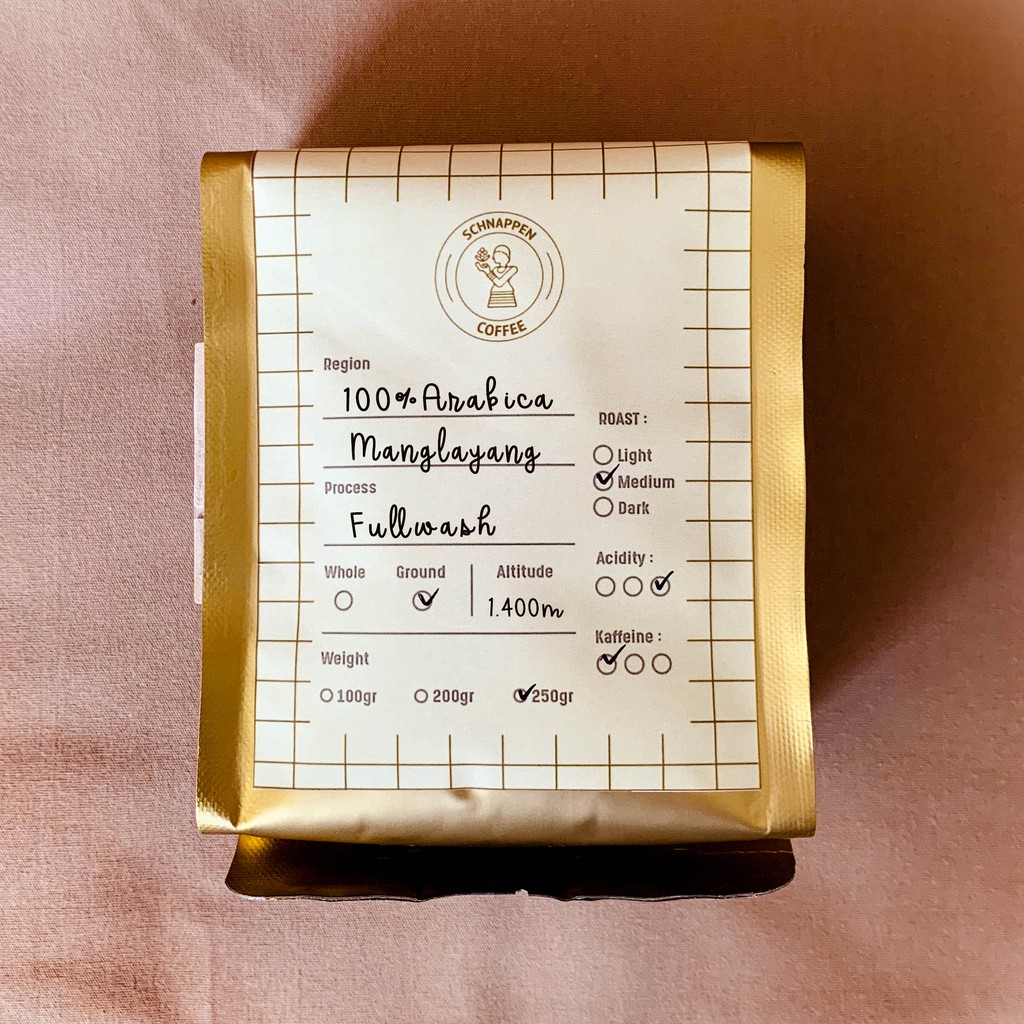 SCHNAPPEN
COFFEE
Region
100% Arabica
Manglayang
Process
Fullwash
Whole Ground Altitude
1.400m
Weight
100gr 200gr 250gr
ROAST :
Light
Medium
Dark
Acidity :
Kaffeine :